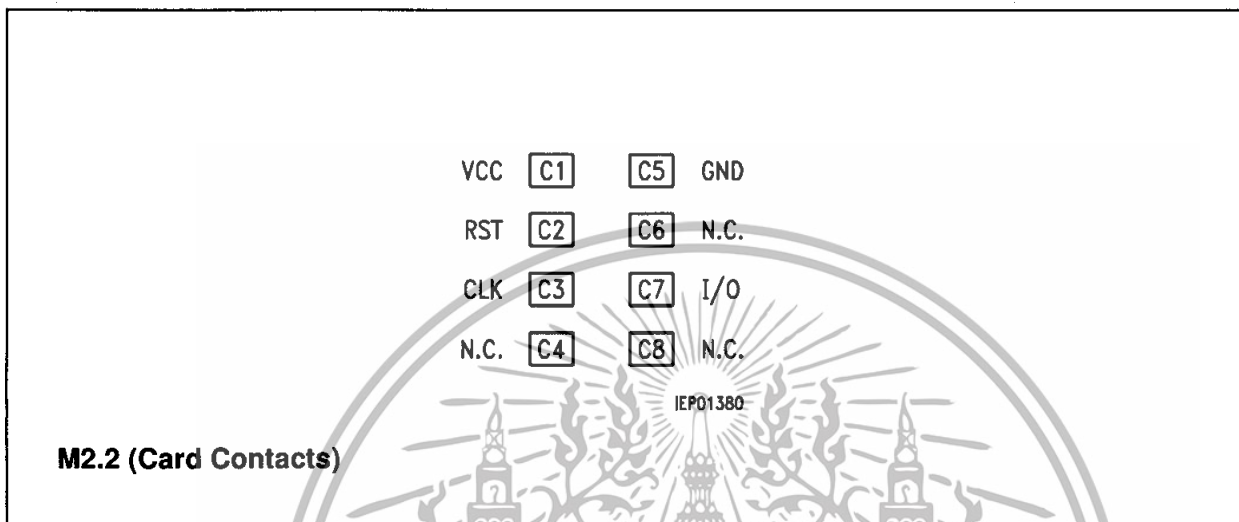 VCC C1 C5 GND
RST C2 C6 N.C.
CLK C3 C7 I/O
N.C. C4 C8 N.C.
IEP01380
M2.2 (Card Contacts)